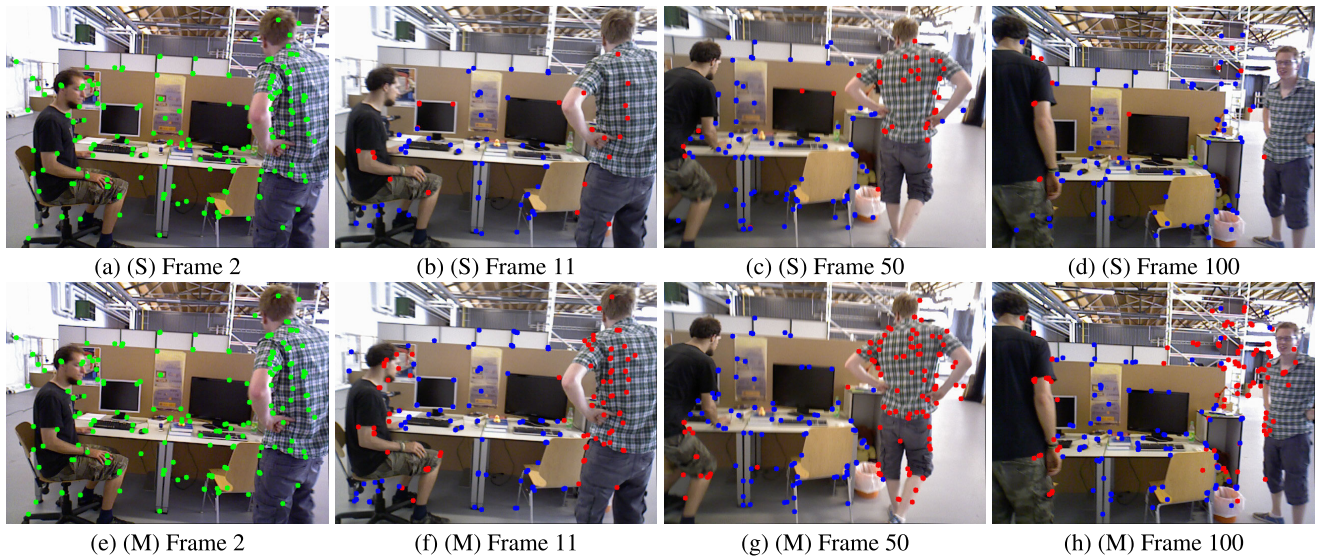 (a) (S) Frame 2
(b) (S) Frame 11
(c) (S) Frame 50
(d) (S) Frame 100
(e) (M) Frame 2
(f) (M) Frame 11
(g) (M) Frame 50
(h) (M) Frame 100